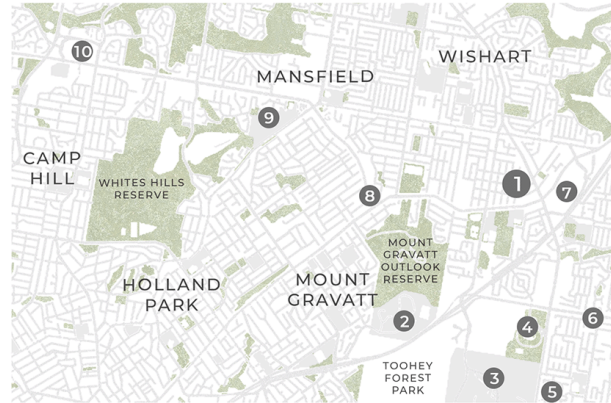 10
WISHART
MANSFIELD
9
CAMP
HILL
WHITES HILLS
RESERVE
1
7
8
MOUNT
GRAVATT
OUTLOOK
RESERVE
HOLLAND
PARK
MOUNT
GRAVATT
2
4
6
TOOHEY
FOREST
PARK
3
5